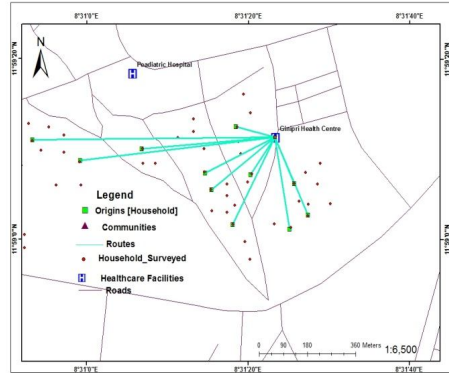 8°31'0"E
8°31'20"E
8°31'40"E
N
Peadiatric Hospital
Ginijiri Health Centre
Legend
Origins [Household]
Communities
Routes
Household_Surveyed
Healthcare Facilities
Roads
0 90 180 360 Meters
1:6,500
8°31'0"E
8°31'20"E
8°31'40"E